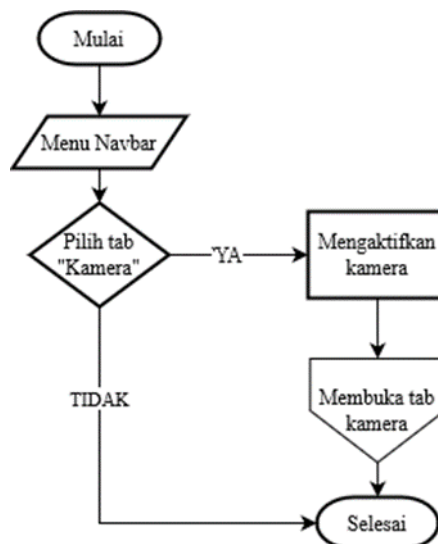 Mulai
Menu Navbar
Pilih tab
"Kamera"
YA
Mengaktifkan
kamera
TIDAK
Membuka tab
kamera
Selesai